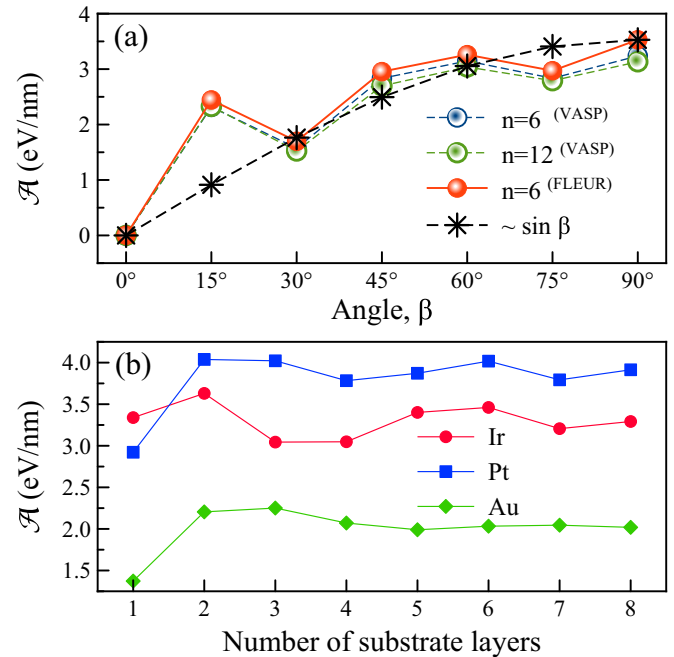 (a)
𝒜 (eV/nm)
4
3
2
1
0
n=6 (VASP)
n=12 (VASP)
n=6 (FLEUR)
~ sin β
0° 15° 30° 45° 60° 75° 90°
Angle, β
(b)
𝒜 (eV/nm)
4.0
3.5
3.0
2.5
2.0
1.5
Ir
Pt
Au
1 2 3 4 5 6 7 8
Number of substrate layers